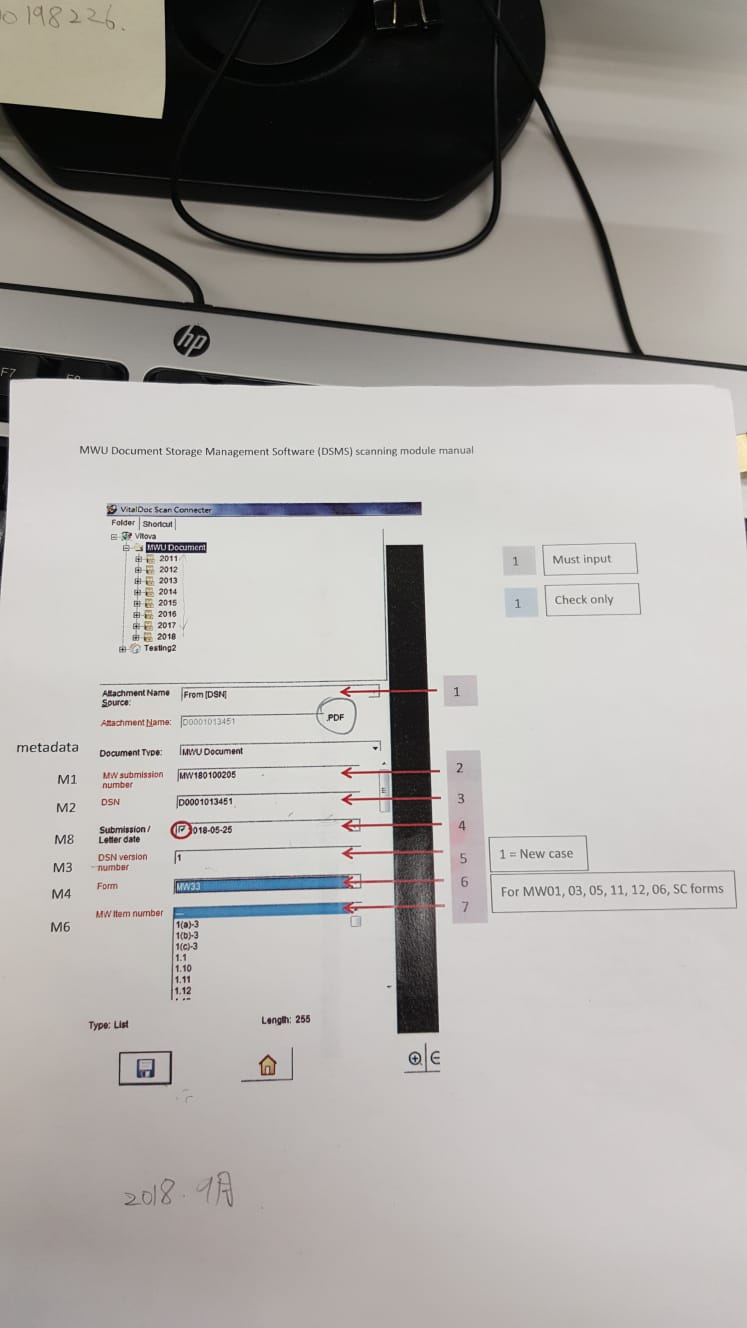 0198226.
hp
F7
MWU Document Storage Management Software (DSMS) scanning module manual
VitalDoc Scan Connecter
Folder Shortcut
Vitova
MWU Document
2011
2012
2013
2014
2015
2016
2017
2018
Testing2
1 Must input
1 Check only
Attachment Name Source: From [DSN] 1
Attachment Name: D0001013451 .PDF
metadata
Document Type: MWU Document
M1 MW submission number MW180100205 2
M2 DSN D0001013451 3
M8 Submission / Letter date 2018-05-25 4
M3 DSN version number 1 5 1 = New case
M4 Form MW33 6
For MW01, 03, 05, 11, 12, 06, SC forms
M6 MW Item number --- 7
1(a)-3
1(b)-3
1(c)-3
1.1
1.10
1.11
1.12
Type: List Length: 255
2018.9月